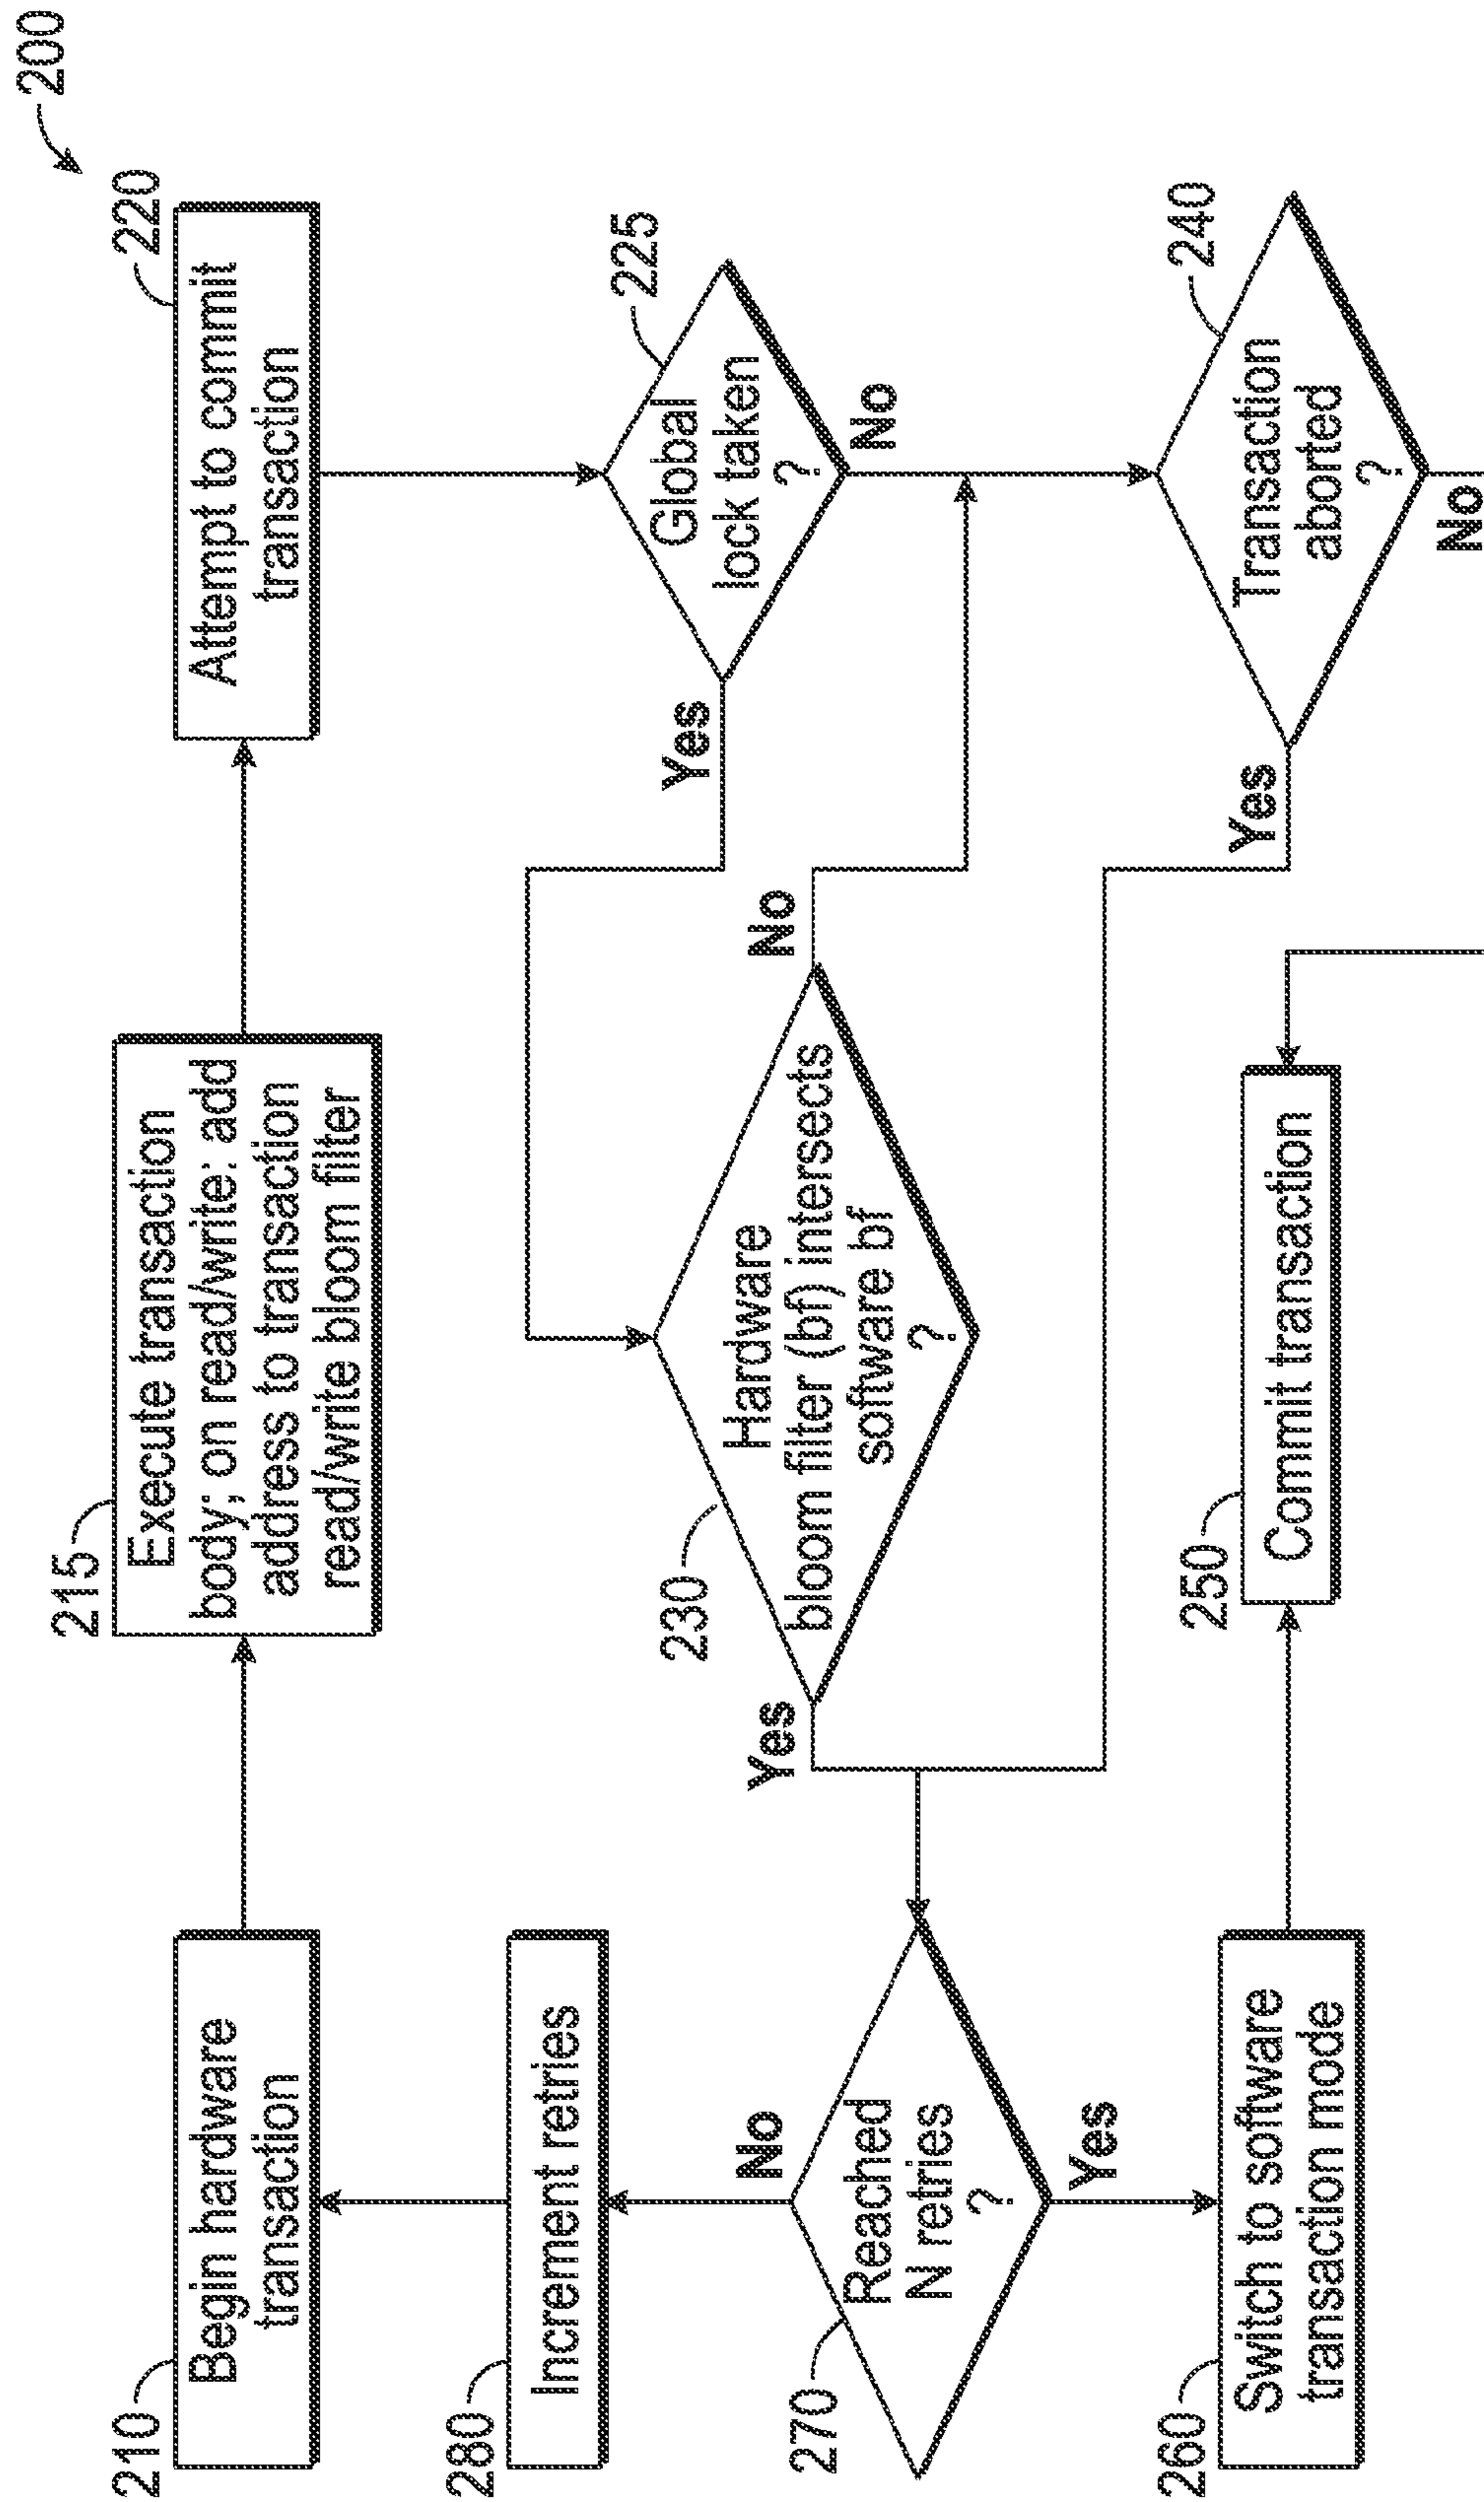 200
210
Begin hardware
transaction
215
Execute transaction
body; on read/write: add
address to transaction
read/write bloom filter
220
Attempt to commit
transaction
280
Increment retries
225
Global
lock taken
?
Yes
No
230
Hardware
bloom filter (bf) intersects
software bf
?
Yes
No
270
Reached
N retries
?
No
Yes
240
Transaction
aborted
?
Yes
No
250
Commit transaction
260
Switch to software
transaction mode